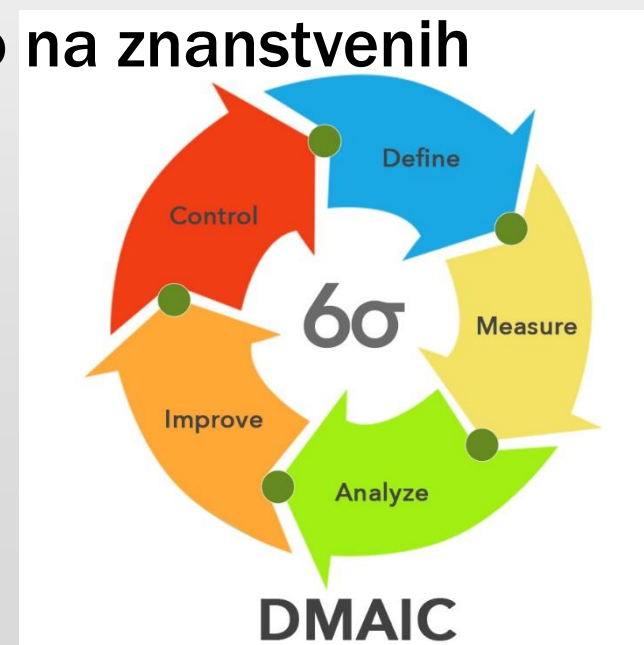 na znanstvenih
Define
Control
6σ
Measure
Improve
Analyze
DMAIC